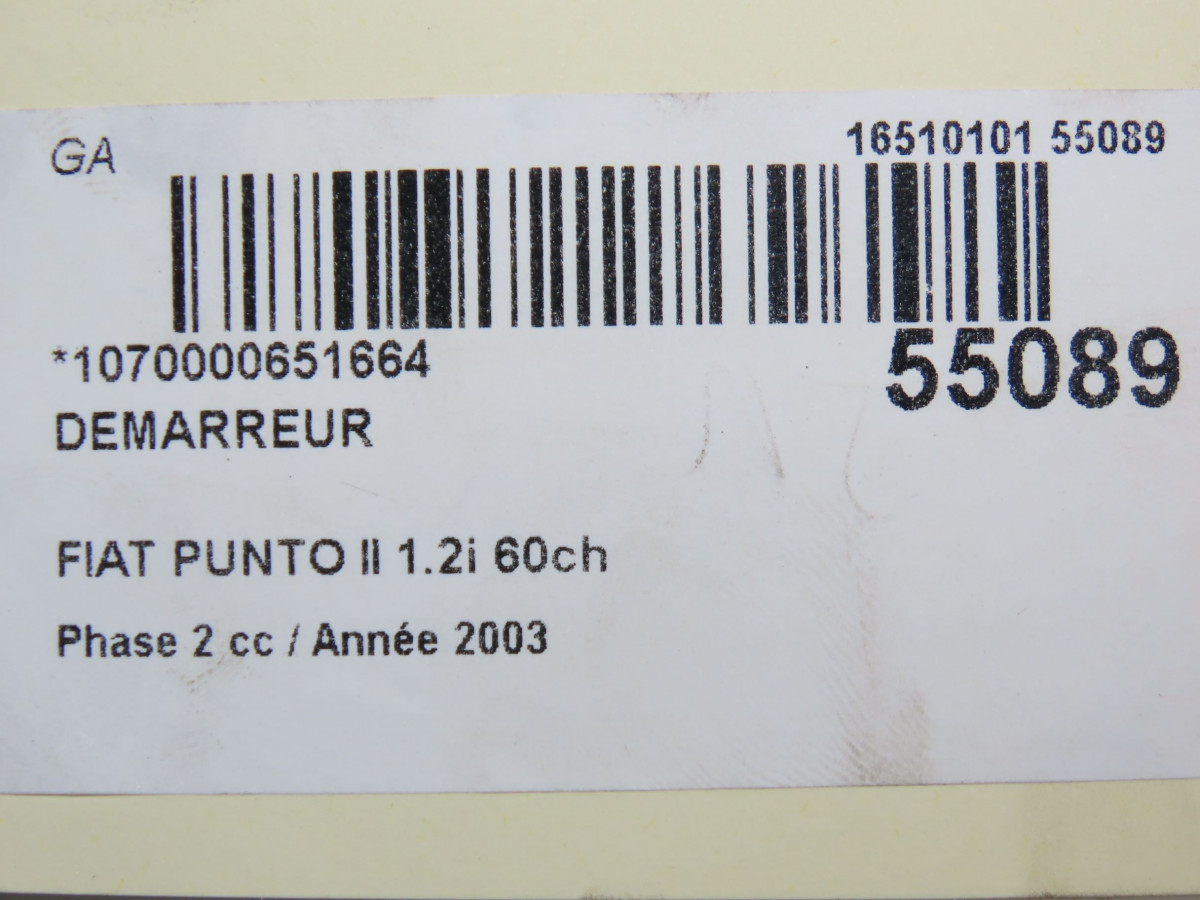 GA
16510101 55089
*1070000651664
55089
DEMARREUR
FIAT PUNTO II 1.2i 60ch
Phase 2 cc / Année 2003